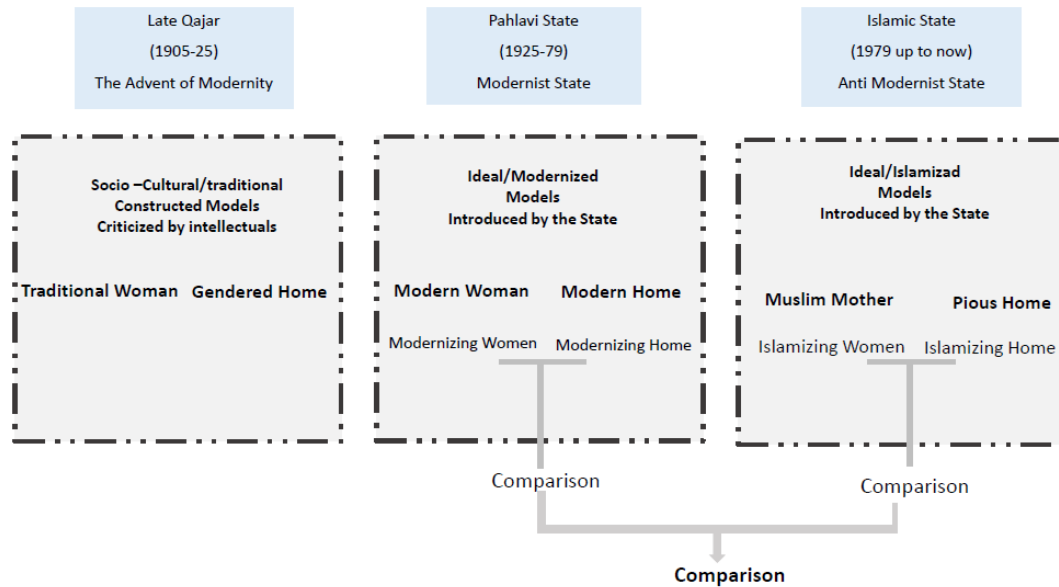 Late Qajar
(1905-25)
The Advent of Modernity
Pahlavi State
(1925-79)
Modernist State
Islamic State
(1979 up to now)
Anti Modernist State
Socio –Cultural/traditional
Constructed Models
Criticized by intellectuals
Traditional Woman
Gendered Home
Ideal/Modernized
Models
Introduced by the State
Modern Woman
Modern Home
Modernizing Women
Modernizing Home
Ideal/Islamizad
Models
Introduced by the State
Muslim Mother
Pious Home
Islamizing Women
Islamizing Home
Comparison
Comparison
Comparison